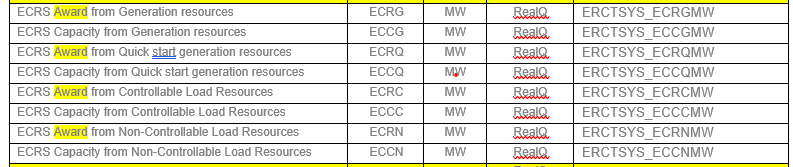 ECRS Award from Generation resources ECRG MW RealQ ERCTSYS_ECRGMW
ECRS Capacity from Generation resources ECCG MW RealQ ERCTSYS_ECCGMW
ECRS Award from Quick start generation resources ECRQ MW RealQ ERCTSYS_ECRQMW
ECRS Capacity from Quick start generation resources ECCQ MW RealQ ERCTSYS_ECCQMW
ECRS Award from Controllable Load Resources ECRC MW RealQ ERCTSYS_ECRCMW
ECRS Capacity from Controllable Load Resources ECCC MW RealQ ERCTSYS_ECCCMW
ECRS Award from Non-Controllable Load Resources ECRN MW RealQ ERCTSYS_ECRNMW
ECRS Capacity from Non-Controllable Load Resources ECCN MW RealQ ERCTSYS_ECCNMW